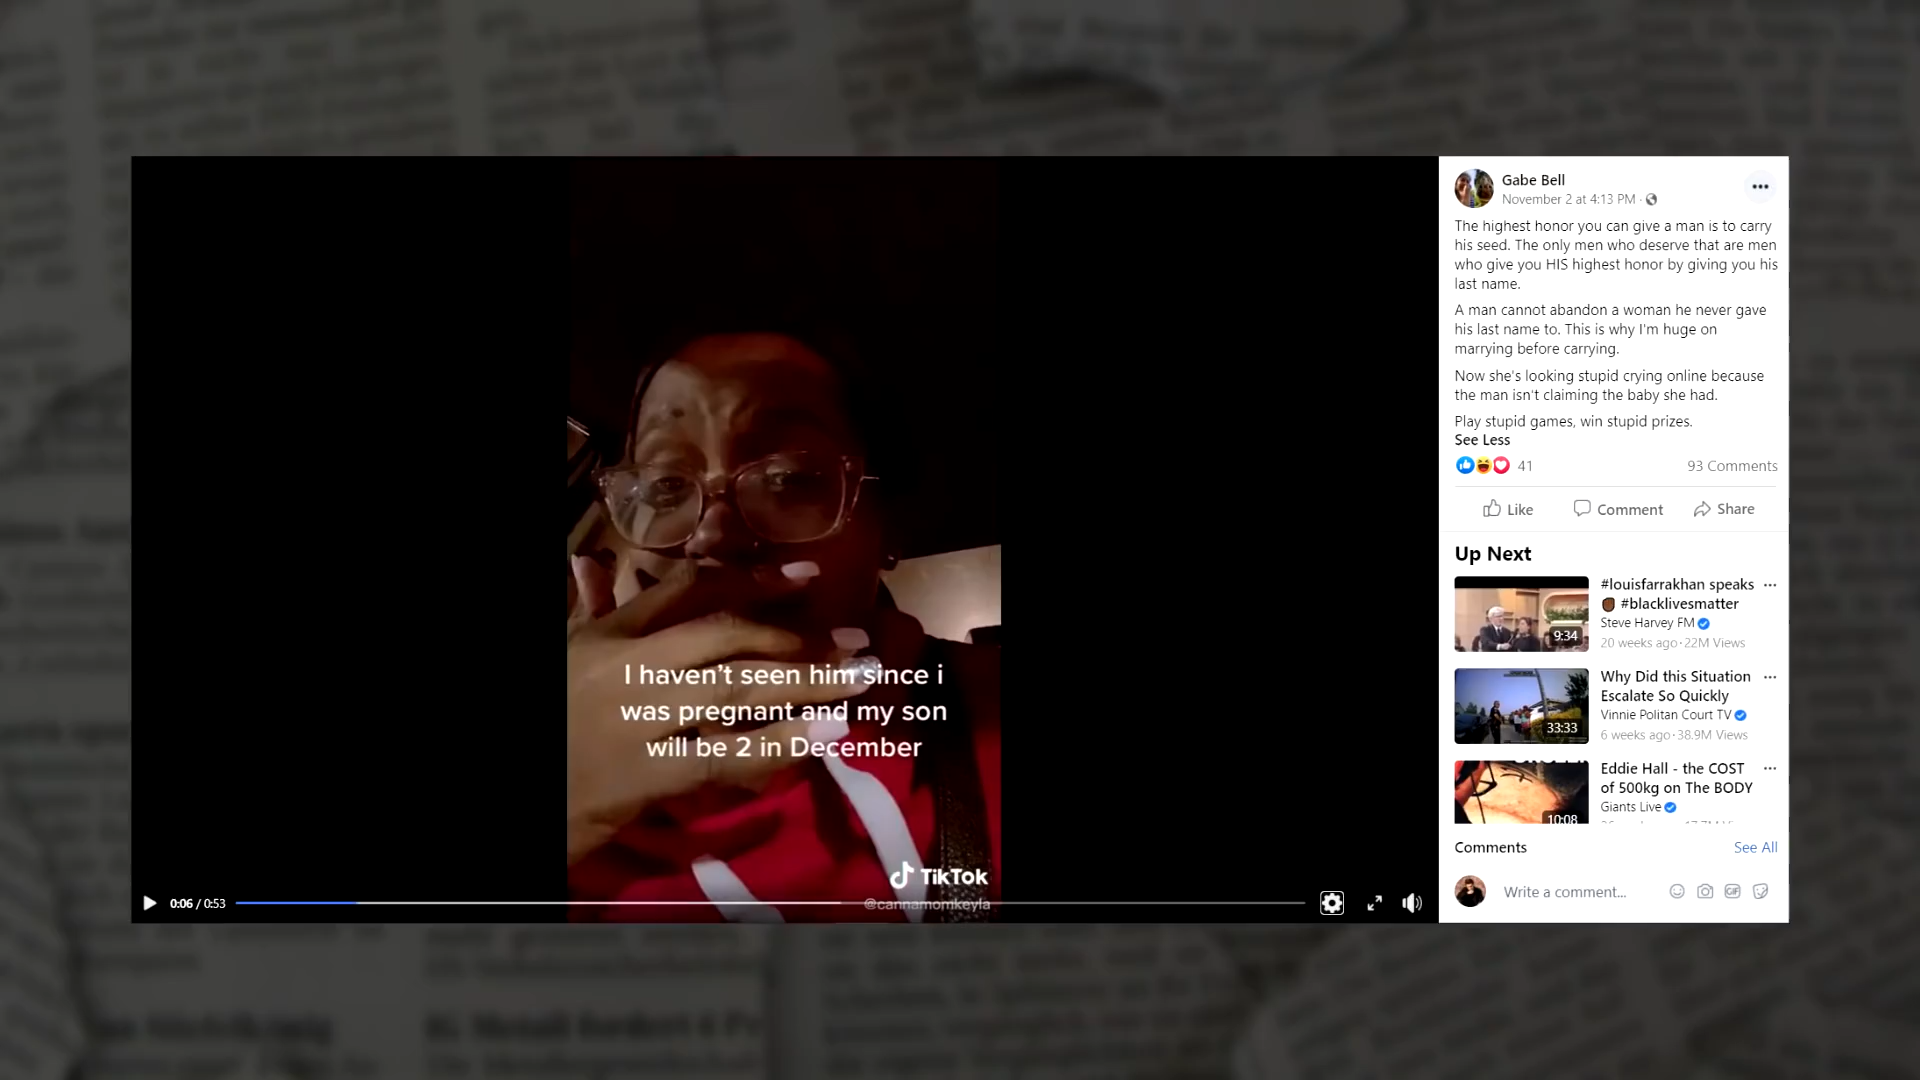 I haven't seen him since i
was pregnant and my son
will be 2 in December
TikTok
@cannamomkeyla
0:06 / 0:53
Gabe Bell
November 2 at 4:13 PM ·
The highest honor you can give a man is to carry
his seed. The only men who deserve that are men
who give you HIS highest honor by giving you his
last name.
A man cannot abandon a woman he never gave
his last name to. This is why I'm huge on
marrying before carrying.
Now she's looking stupid crying online because
the man isn't claiming the baby she had.
Play stupid games, win stupid prizes.
See Less
41
93 Comments
Like
Comment
Share
Up Next
#louisfarrakhan speaks
#blacklivesmatter
Steve Harvey FM
20 weeks ago · 22M Views
9:34
Why Did this Situation
Escalate So Quickly
Vinnie Politan Court TV
6 weeks ago · 38.9M Views
33:33
Eddie Hall - the COST
of 500kg on The BODY
Giants Live
10:08
Comments
See All
Write a comment...
GIF